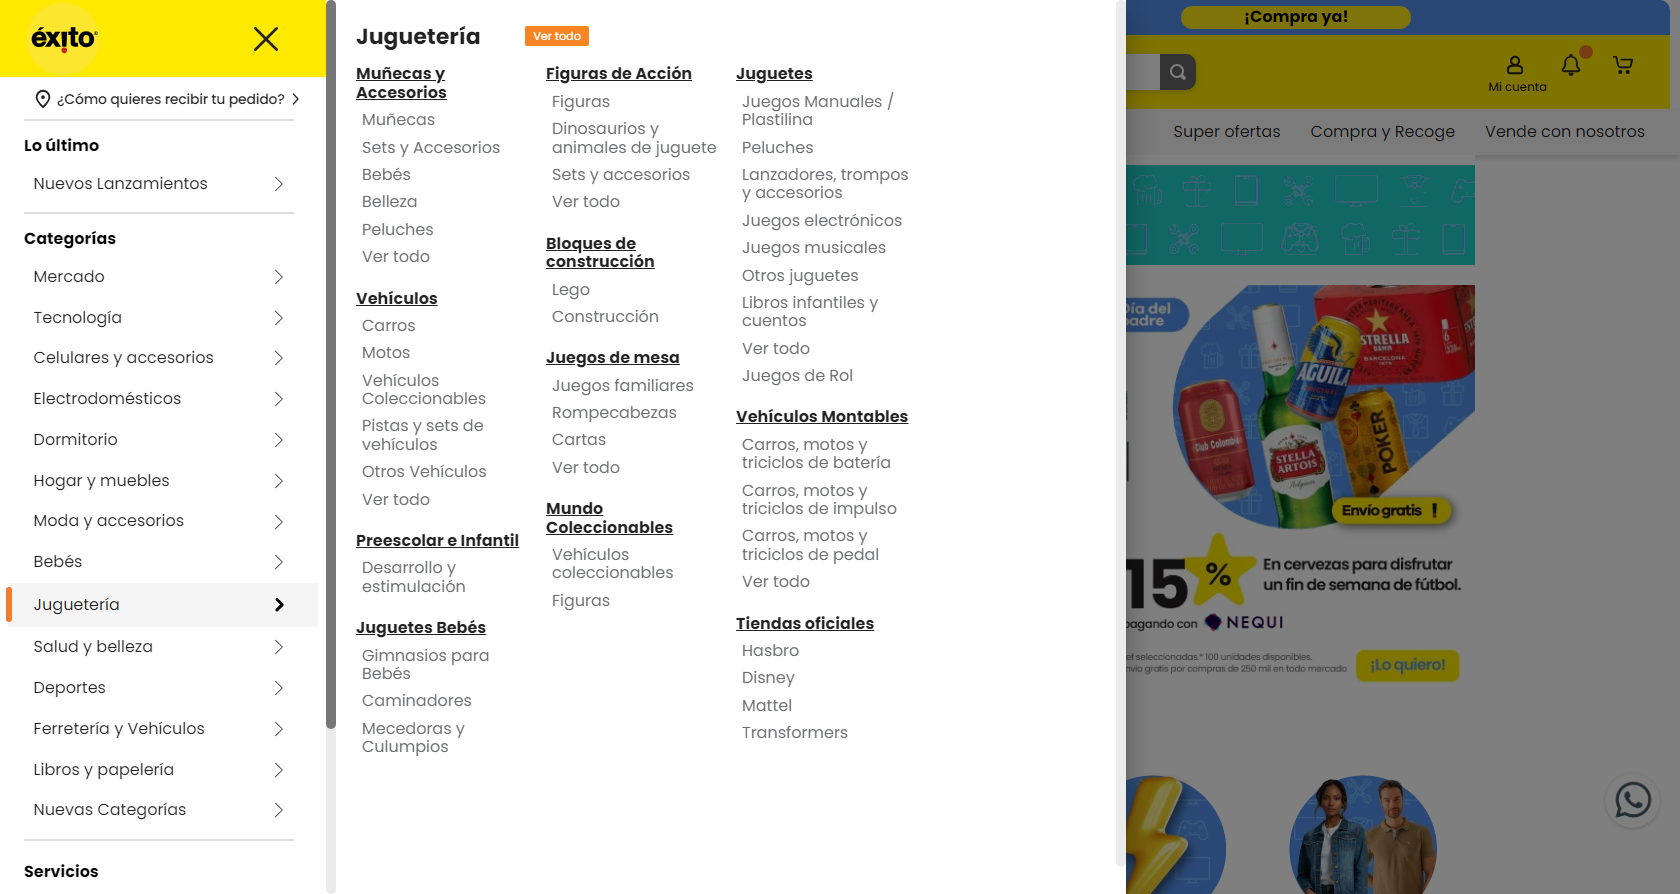 éxito
¿Cómo quieres recibir tu pedido?
Lo último
Nuevos Lanzamientos
Categorías
Mercado
Tecnología
Celulares y accesorios
Electrodomésticos
Dormitorio
Hogar y muebles
Moda y accesorios
Bebés
Juguetería
Salud y belleza
Deportes
Ferretería y Vehículos
Libros y papelería
Nuevas Categorías
Servicios
Juguetería
Ver todo
Muñecas y
Accesorios
Muñecas
Sets y Accesorios
Bebés
Belleza
Peluches
Ver todo
Vehículos
Carros
Motos
Vehículos
Coleccionables
Pistas y sets de
vehículos
Otros Vehículos
Ver todo
Preescolar e Infantil
Desarrollo y
estimulación
Juguetes Bebés
Gimnasios para
Bebés
Caminadores
Mecedoras y
Culumpios
Figuras de Acción
Figuras
Dinosaurios y
animales de juguete
Sets y accesorios
Ver todo
Bloques de
construcción
Lego
Construcción
Juegos de mesa
Juegos familiares
Rompecabezas
Cartas
Ver todo
Mundo
Coleccionables
Vehículos
coleccionables
Figuras
Juguetes
Juegos Manuales /
Plastilina
Peluches
Lanzadores, trompos
y accesorios
Juegos electrónicos
Juegos musicales
Otros juguetes
Libros infantiles y
cuentos
Ver todo
Juegos de Rol
Vehículos Montables
Carros, motos y
triciclos de batería
Carros, motos y
triciclos de impulso
Carros, motos y
triciclos de pedal
Ver todo
Tiendas oficiales
Hasbro
Disney
Mattel
Transformers
¡Compra ya!
Mi cuenta
Super ofertas
Compra y Recoge
Vende con nosotros
Día del
padre
ESTRELLA
DAMM
BARCELONA
AGUILA
Club Colombia
STELLA
ARTOIS
Belgium
POKER
Envío gratis !
15 %
En cervezas para disfrutar
un fin de semana de fútbol.
pagando con NEQUI
ef seleccionadas.* 100 unidades disponibles.
nvío gratis por compras de 250 mil en todo mercado
¡Lo quiero!